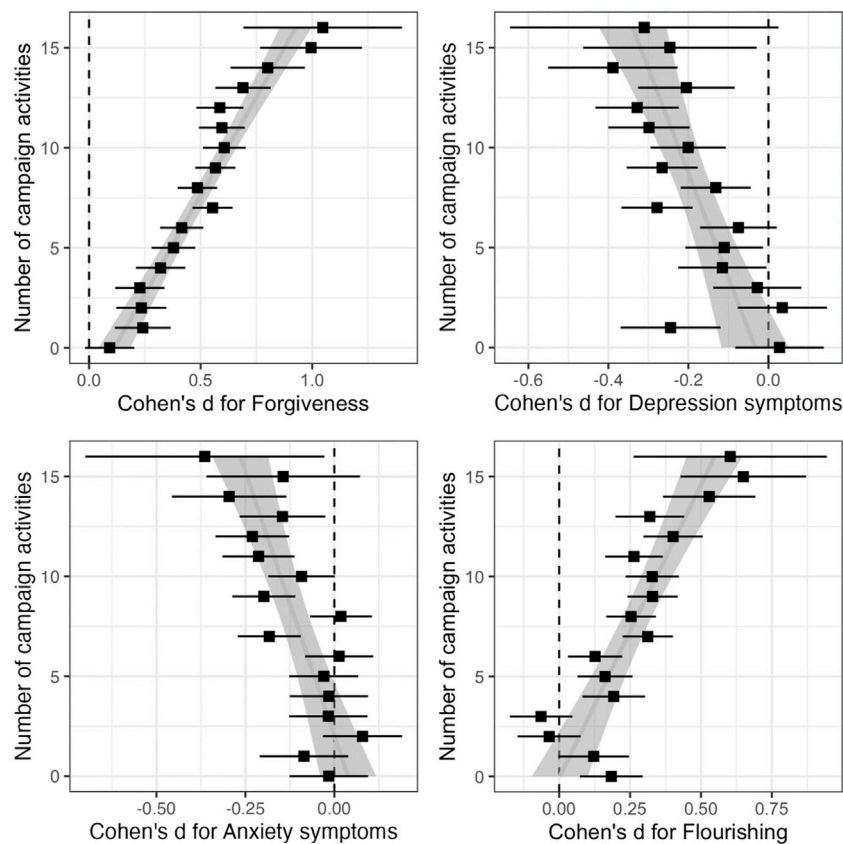 Number of campaign activities
15
10
5
0
0.0 0.5 1.0
Cohen's d for Forgiveness
Number of campaign activities
15
10
5
0
-0.6 -0.4 -0.2 0.0
Cohen's d for Depression symptoms
Number of campaign activities
15
10
5
0
-0.50 -0.25 0.00
Cohen's d for Anxiety symptoms
Number of campaign activities
15
10
5
0
0.00 0.25 0.50 0.75
Cohen's d for Flourishing